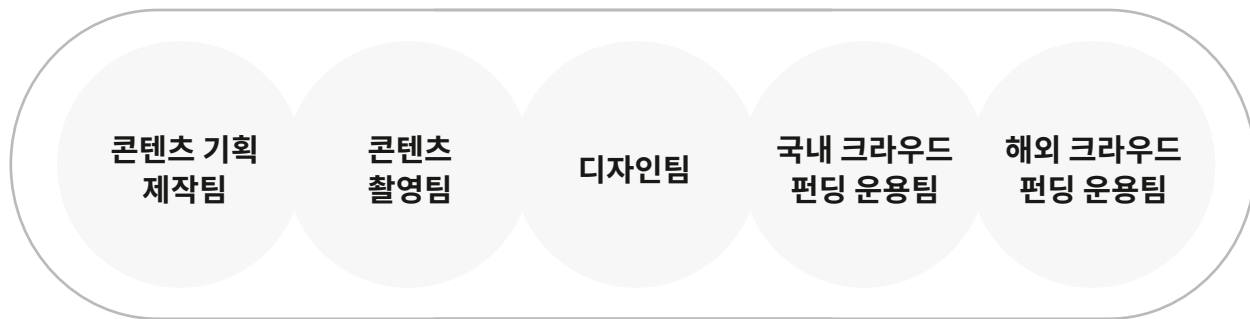 콘텐츠 기획
제작팀
콘텐츠
촬영팀
디자인팀
국내 크라우드
펀딩 운용팀
해외 크라우드
펀딩 운용팀